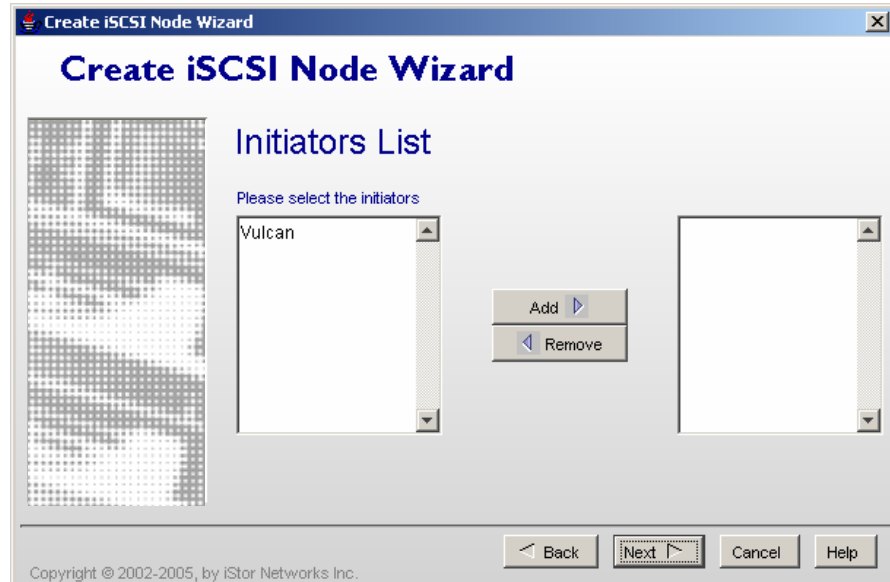 Create iSCSI Node Wizard
Create iSCSI Node Wizard
Initiators List
Please select the initiators
Vulcan
Add
Remove
Back
Next
Cancel
Help
Copyright © 2002-2005, by iStor Networks Inc.